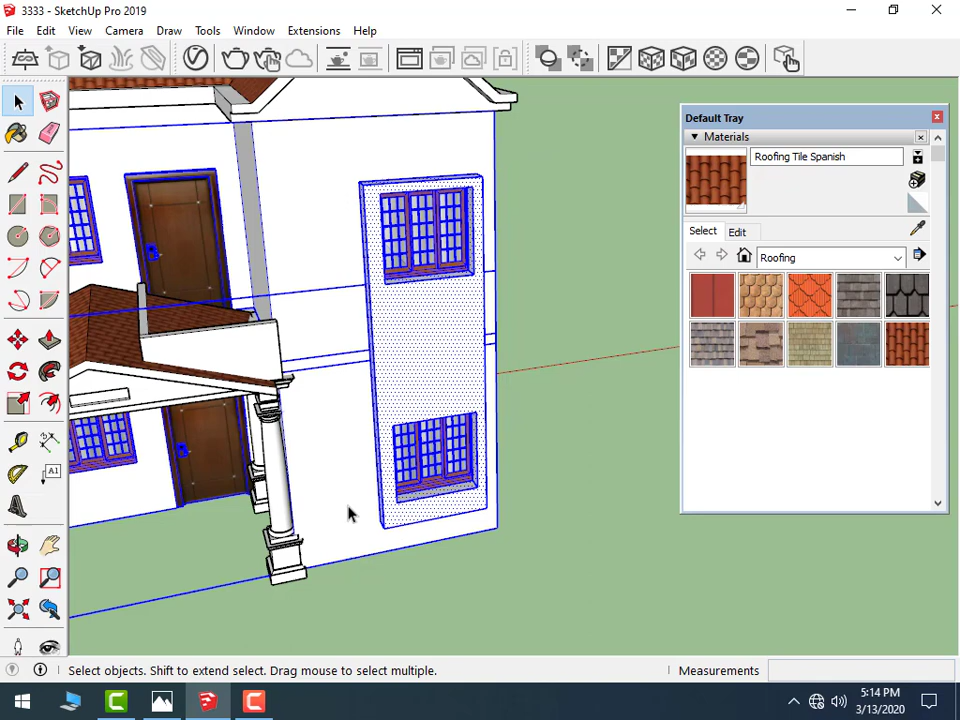 3333 - SketchUp Pro 2019
File Edit View Camera Draw Tools Window Extensions Help
Default Tray
Materials
Roofing Tile Spanish
Select Edit
Roofing
A1
Select objects. Shift to extend select. Drag mouse to select multiple.
Measurements
5:14 PM
3/13/2020